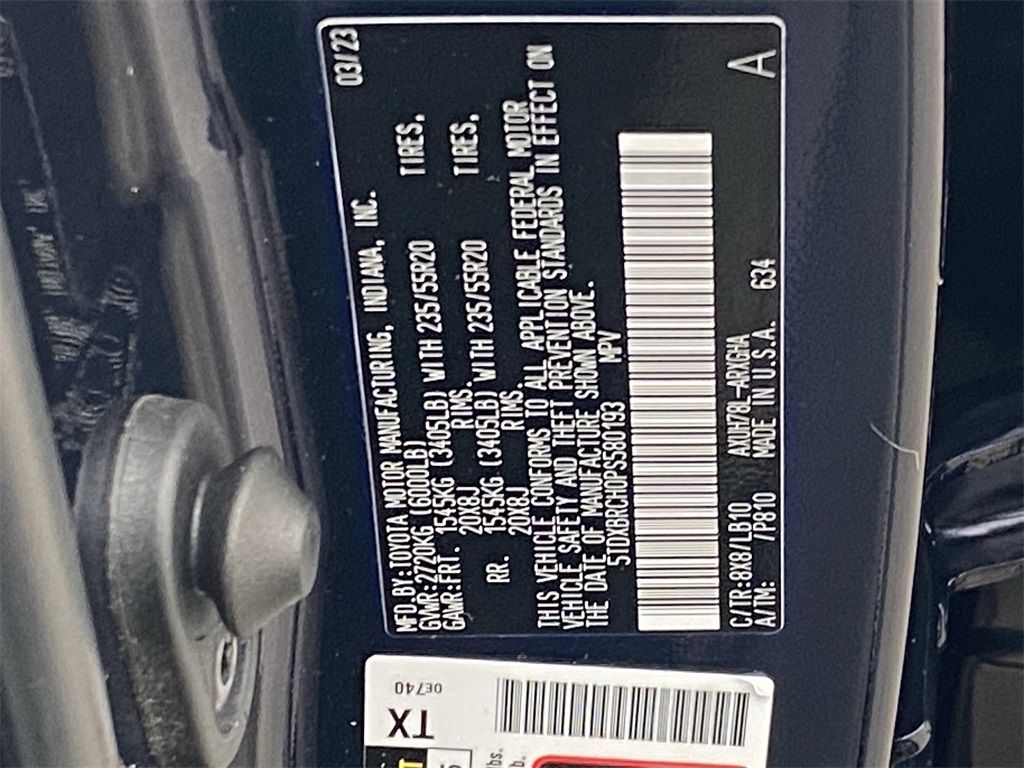 MFD.BY:TOYOTA MOTOR MANUFACTURING, INDIANA, INC. 03/23
GVWR:2720KG (6000LB)
GAWR:FRT. 1545KG (3405LB) WITH 235/55R20 TIRES,
20X8J RIMS.
RR. 1545KG (3405LB) WITH 235/55R20 TIRES,
20X8J RIMS.
THIS VEHICLE CONFORMS TO ALL APPLICABLE FEDERAL MOTOR
VEHICLE SAFETY AND THEFT PREVENTION STANDARDS IN EFFECT ON
THE DATE OF MANUFACTURE SHOWN ABOVE.
5TDXBRCH0PS580193 MPV
C/TR:8X8/LB10 AXUH78L-ARXGHA
A/TM: /P810 MADE IN U.S.A. 634 A
0E740
TX
lbs.